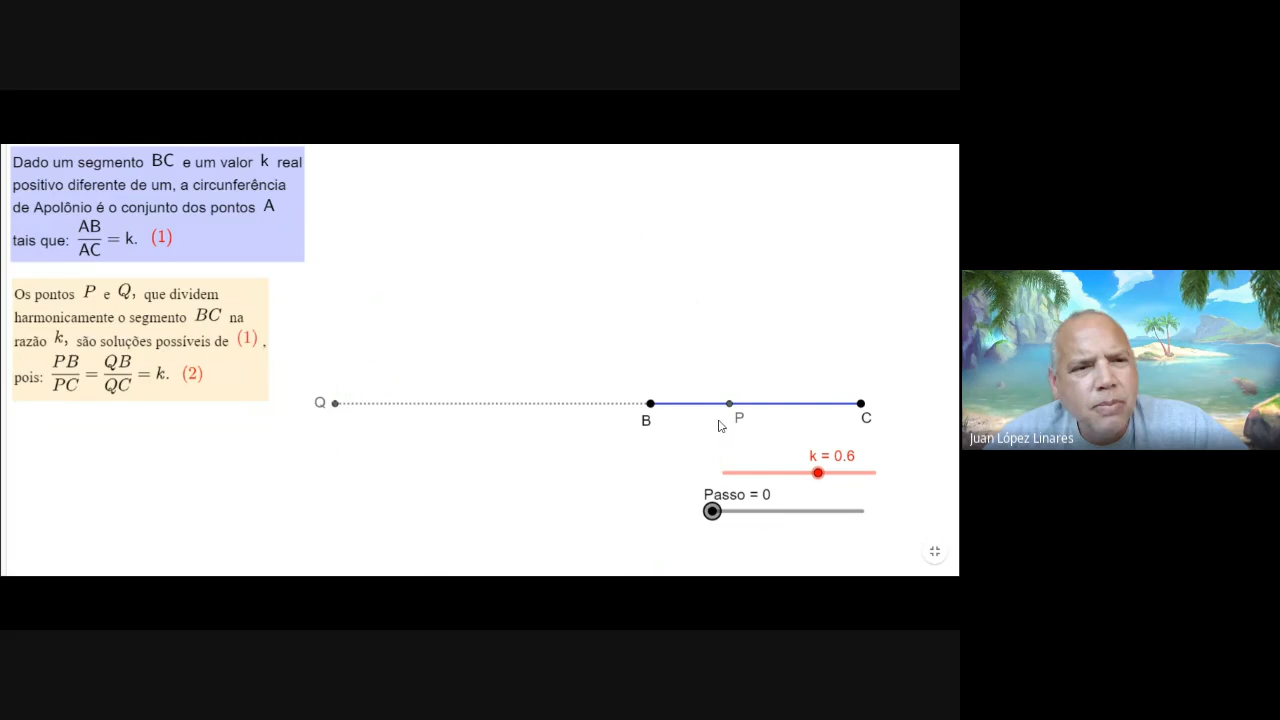 Dado um segmento BC e um valor k real
positivo diferente de um, a circunferência
de Apolônio é o conjunto dos pontos A
tais que: AB/AC = k. (1)
Os pontos P e Q, que dividem
harmonicamente o segmento BC na
razão k, são soluções possíveis de (1),
pois: PB/PC = QB/QC = k. (2)
Q
B
P
C
k = 0.6
Passo = 0
Juan López Linares